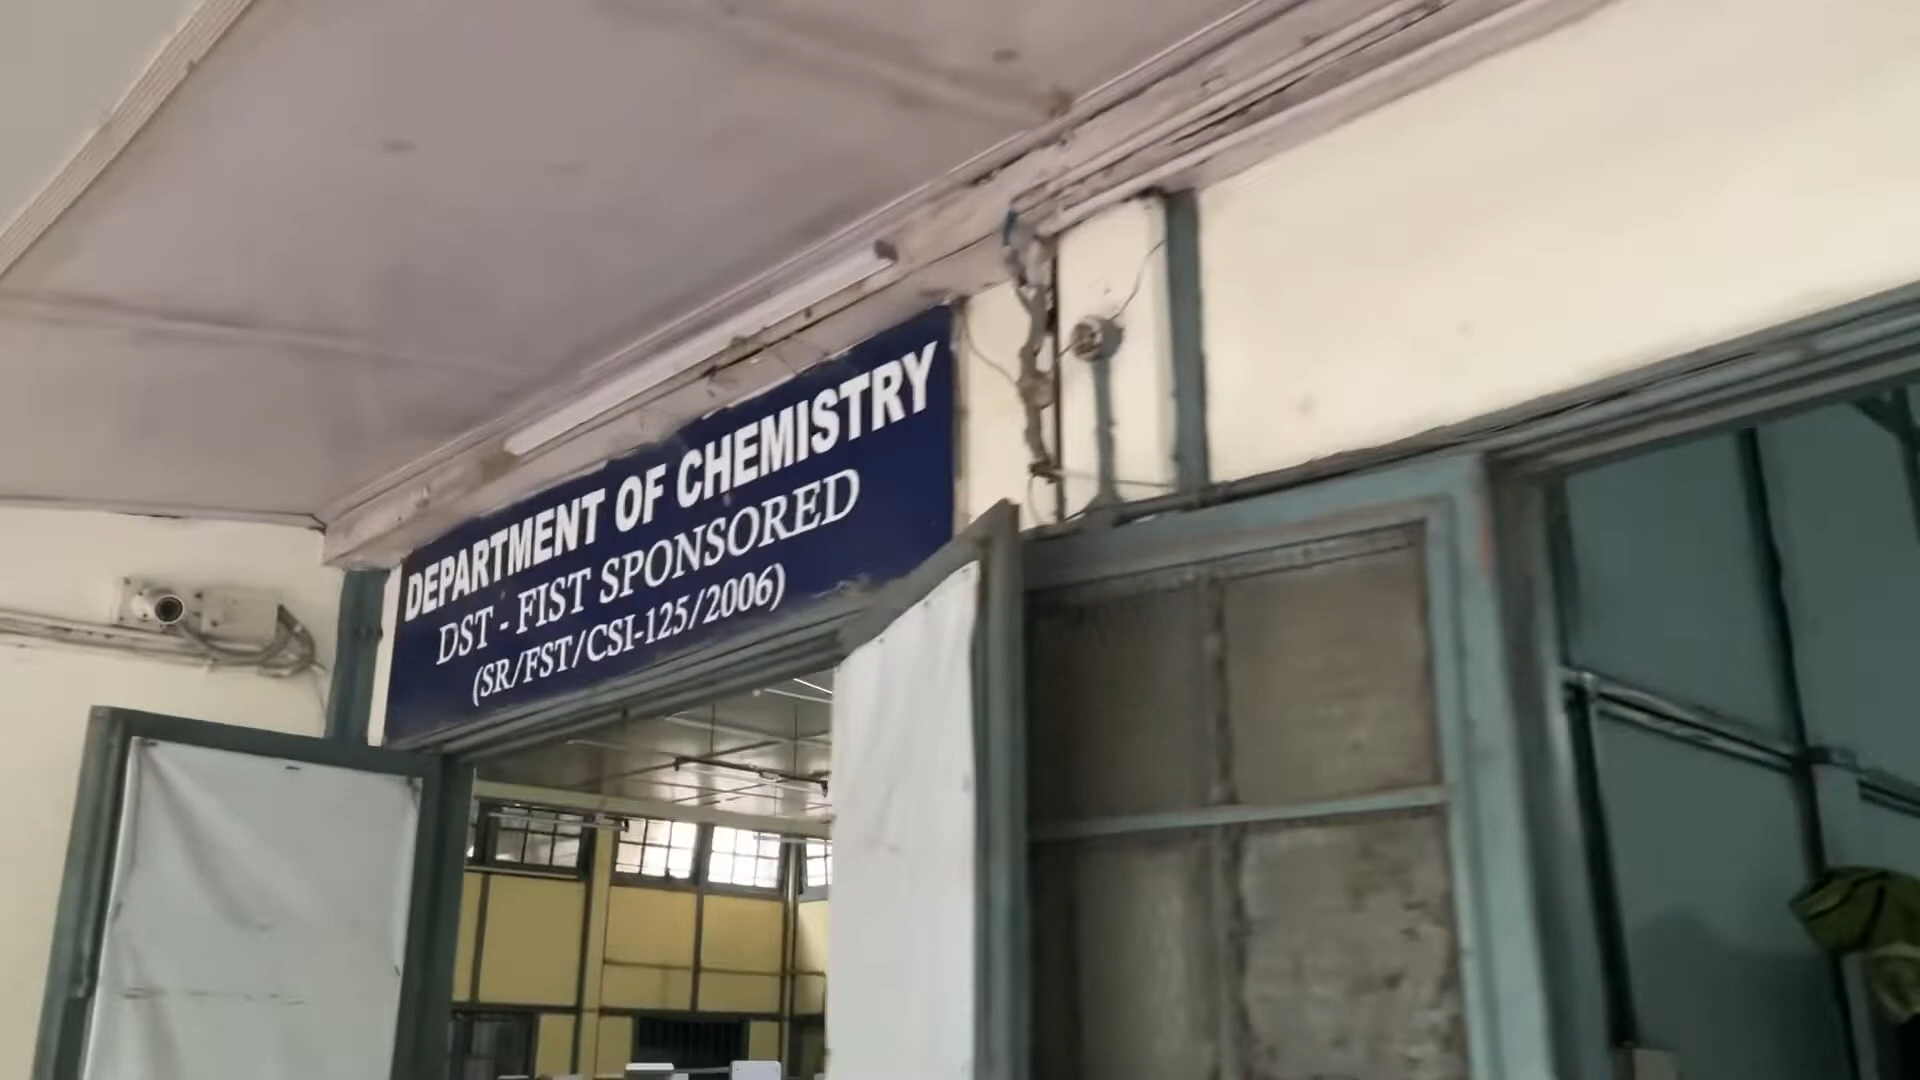 DEPARTMENT OF CHEMISTRY
DST - FIST SPONSORED
(SR/FST/CSI-125/2006)